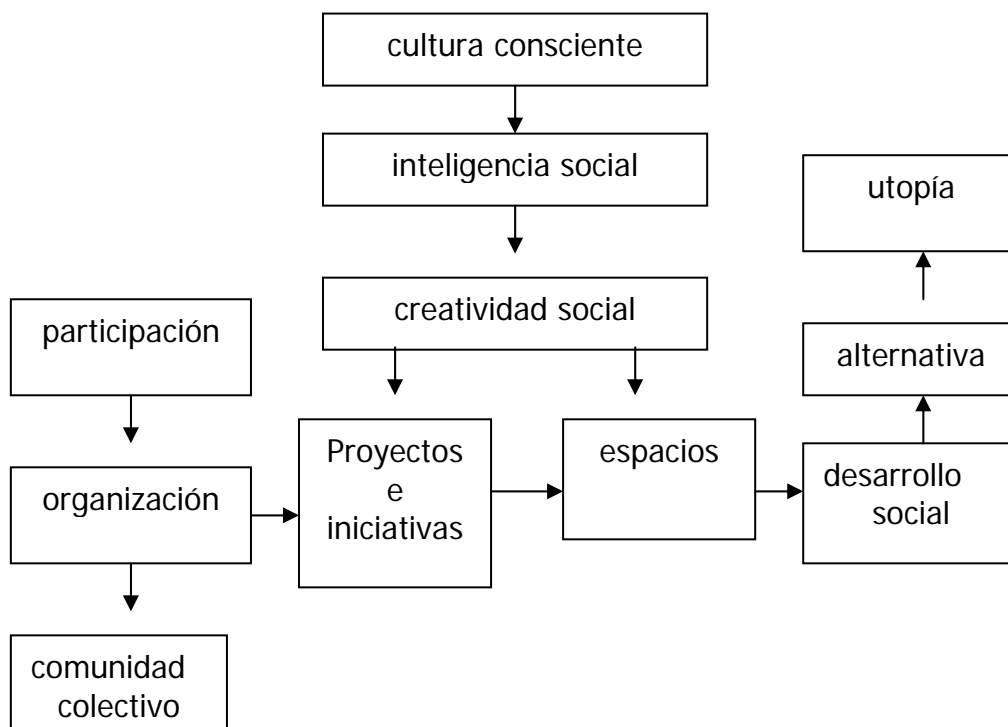 cultura consciente
inteligencia social
utopía
creatividad social
participación
alternativa
Proyectos
e
iniciativas
espacios
organización
desarrollo
social
comunidad
colectivo